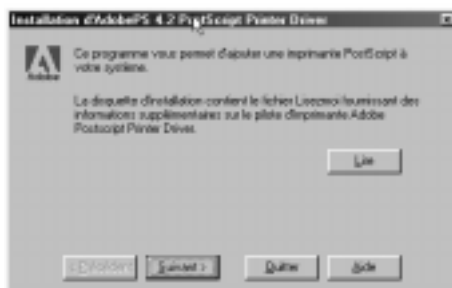 Installation d'AdobePS 4.2 PostScript Printer Driver
Adobe
Ce programme vous permet d'ajouter une imprimante PostScript à
votre système.
La disquette d'installation contient le fichier Lisezmoi fournissant des
informations supplémentaires sur le pilote d'imprimante Adobe
Postscript Printer Driver.
Lire
< Précédent
Suivant >
Quitter
Aide